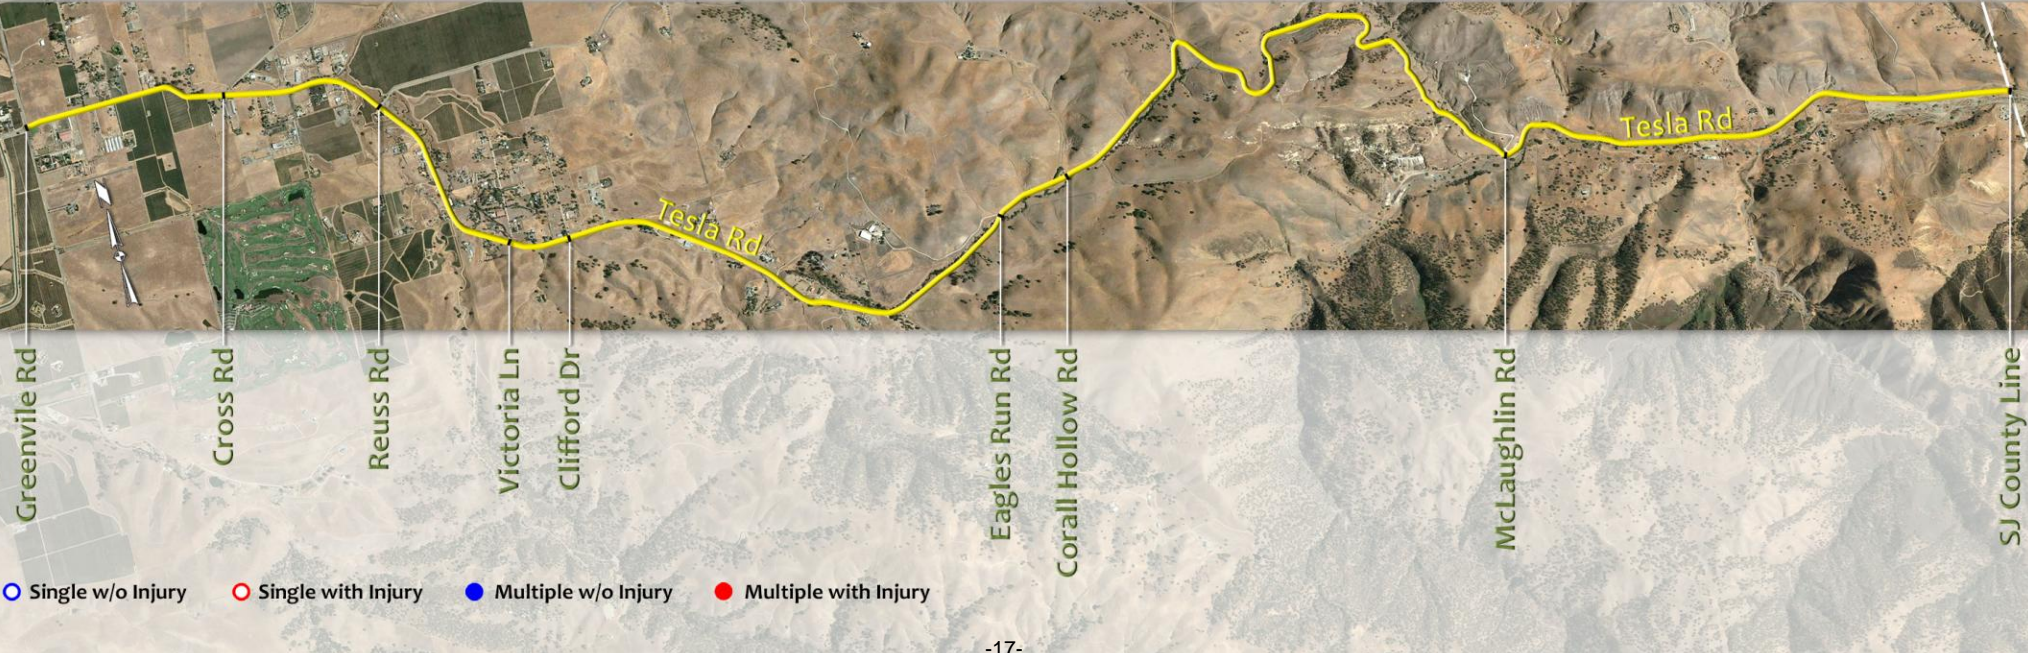 Tesla Rd
Tesla Rd
Greenville Rd
Cross Rd
Reuss Rd
Victoria Ln
Clifford Dr
Eagles Run Rd
Corall Hollow Rd
McLaughlin Rd
SJ County Line
Single w/o Injury
Single with Injury
Multiple w/o Injury
Multiple with Injury
-17-